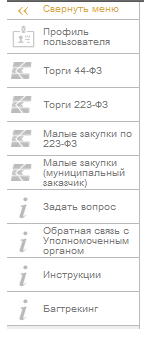 Свернуть меню
Профиль
пользователя
Торги 44-ФЗ
Торги 223-ФЗ
Малые закупки по
223-ФЗ
Малые закупки
(муниципальный
заказчик)
Задать вопрос
Обратная связь с
Уполномоченным
органом
Инструкции
Багтрекинг